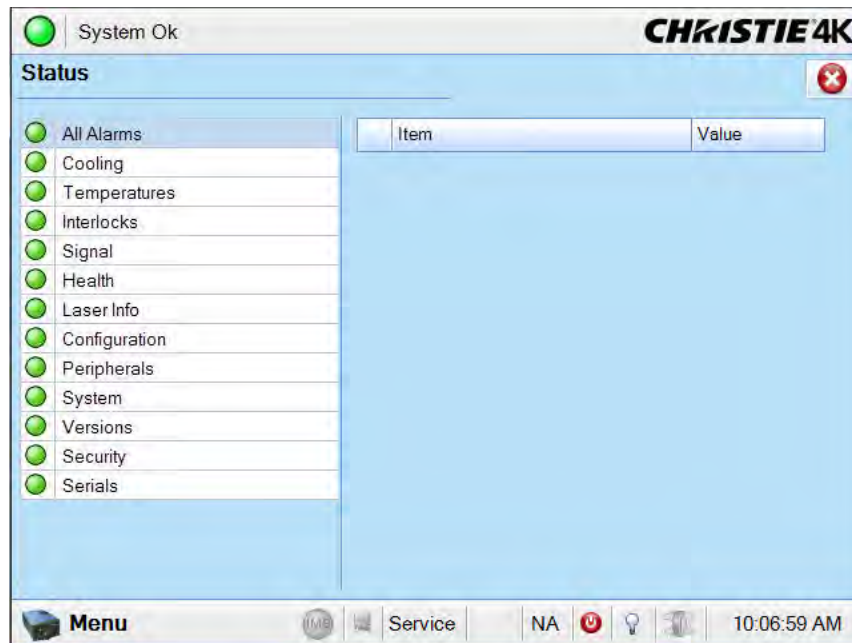 System Ok
CHRISTIE 4K
Status
All Alarms
Item
Value
Cooling
Temperatures
Interlocks
Signal
Health
Laser Info
Configuration
Peripherals
System
Versions
Security
Serials
Menu
IMB
Service
NA
10:06:59 AM